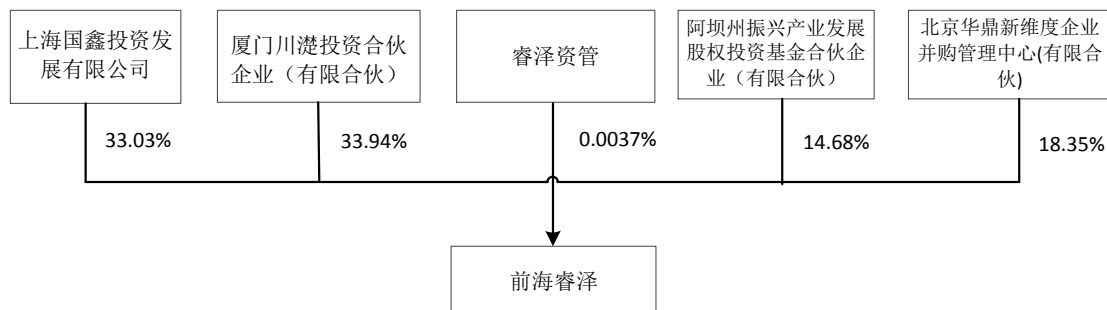 上海国鑫投资发
展有限公司
厦门川濋投资合伙
企业（有限合伙）
睿泽资管
阿坝州振兴产业发展
股权投资基金合伙企
业（有限合伙）
北京华鼎新维度企业
并购管理中心(有限合
伙)
33.03%
33.94%
0.0037%
14.68%
18.35%
前海睿泽